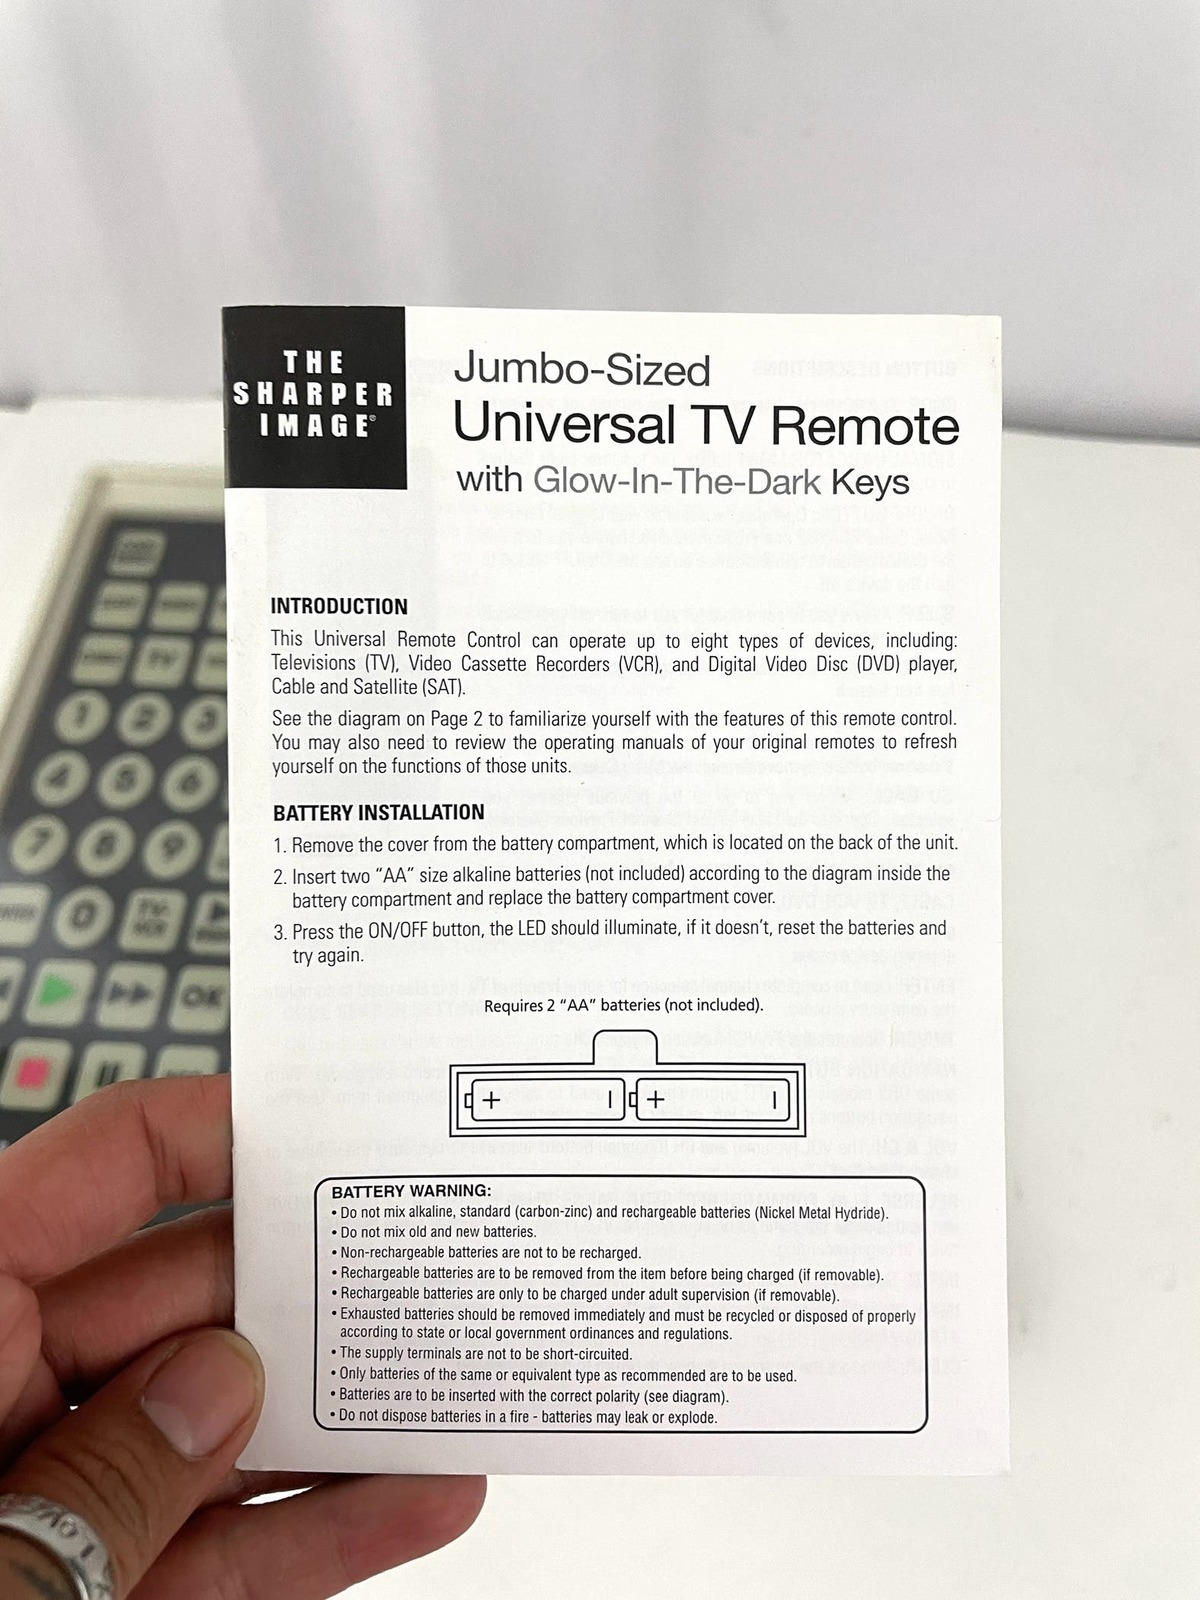 THE
SHARPER
IMAGE®
Jumbo-Sized
Universal TV Remote
with Glow-In-The-Dark Keys
INTRODUCTION
This Universal Remote Control can operate up to eight types of devices, including:
Televisions (TV), Video Cassette Recorders (VCR), and Digital Video Disc (DVD) player,
Cable and Satellite (SAT).
See the diagram on Page 2 to familiarize yourself with the features of this remote control.
You may also need to review the operating manuals of your original remotes to refresh
yourself on the functions of those units.
BATTERY INSTALLATION
1. Remove the cover from the battery compartment, which is located on the back of the unit.
2. Insert two “AA” size alkaline batteries (not included) according to the diagram inside the
battery compartment and replace the battery compartment cover.
3. Press the ON/OFF button, the LED should illuminate, if it doesn’t, reset the batteries and
try again.
Requires 2 “AA” batteries (not included).
+ – + –
BATTERY WARNING:
• Do not mix alkaline, standard (carbon-zinc) and rechargeable batteries (Nickel Metal Hydride).
• Do not mix old and new batteries.
• Non-rechargeable batteries are not to be recharged.
• Rechargeable batteries are to be removed from the item before being charged (if removable).
• Rechargeable batteries are only to be charged under adult supervision (if removable).
• Exhausted batteries should be removed immediately and must be recycled or disposed of properly
according to state or local government ordinances and regulations.
• The supply terminals are not to be short-circuited.
• Only batteries of the same or equivalent type as recommended are to be used.
• Batteries are to be inserted with the correct polarity (see diagram).
• Do not dispose batteries in a fire - batteries may leak or explode.
TV
1 2 3
4 5 6
7 8 9
0
OK
LOVE